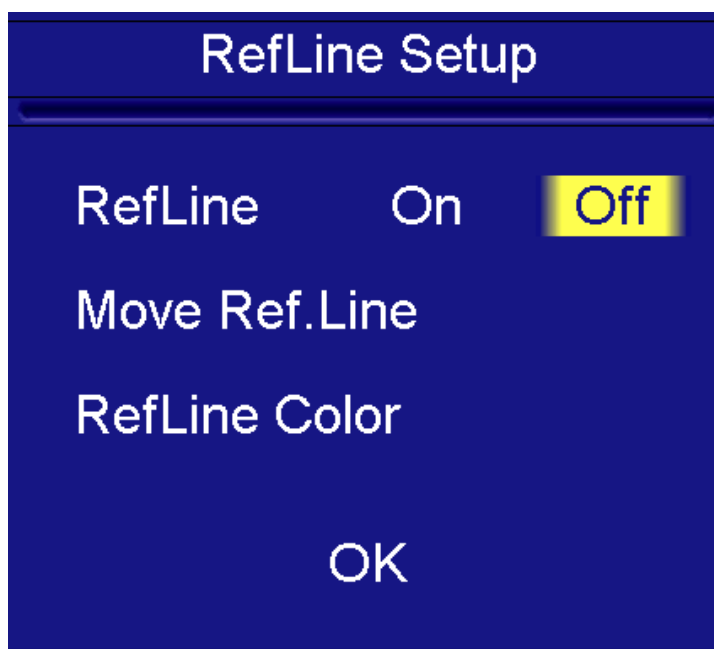 RefLine Setup
RefLine On Off
Move Ref.Line
RefLine Color
OK